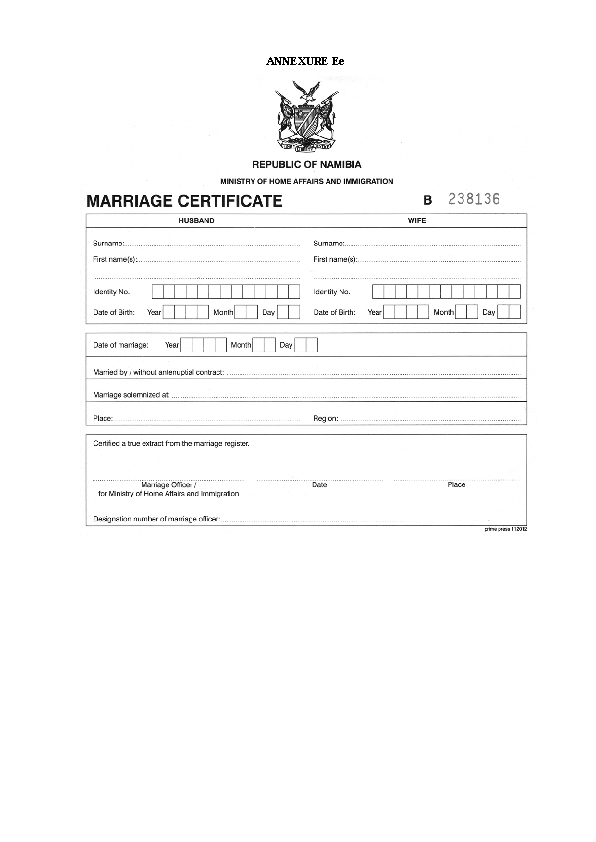 ANNEXURE Ee
REPUBLIC OF NAMIBIA
MINISTRY OF HOME AFFAIRS AND IMMIGRATION
MARRIAGE CERTIFICATE B 238136
HUSBAND WIFE
Surname: Surname:
First name(s): First name(s):
Identity No. Identity No.
Date of Birth: Year Month Day Date of Birth: Year Month Day
Date of marriage: Year Month Day
Married by / without antenuptial contract:
Marriage solemnized at:
Place: Region:
Certified a true extract from the marriage register.
Marriage Officer / Date Place
for Ministry of Home Affairs and Immigration
Designation number of marriage officer: